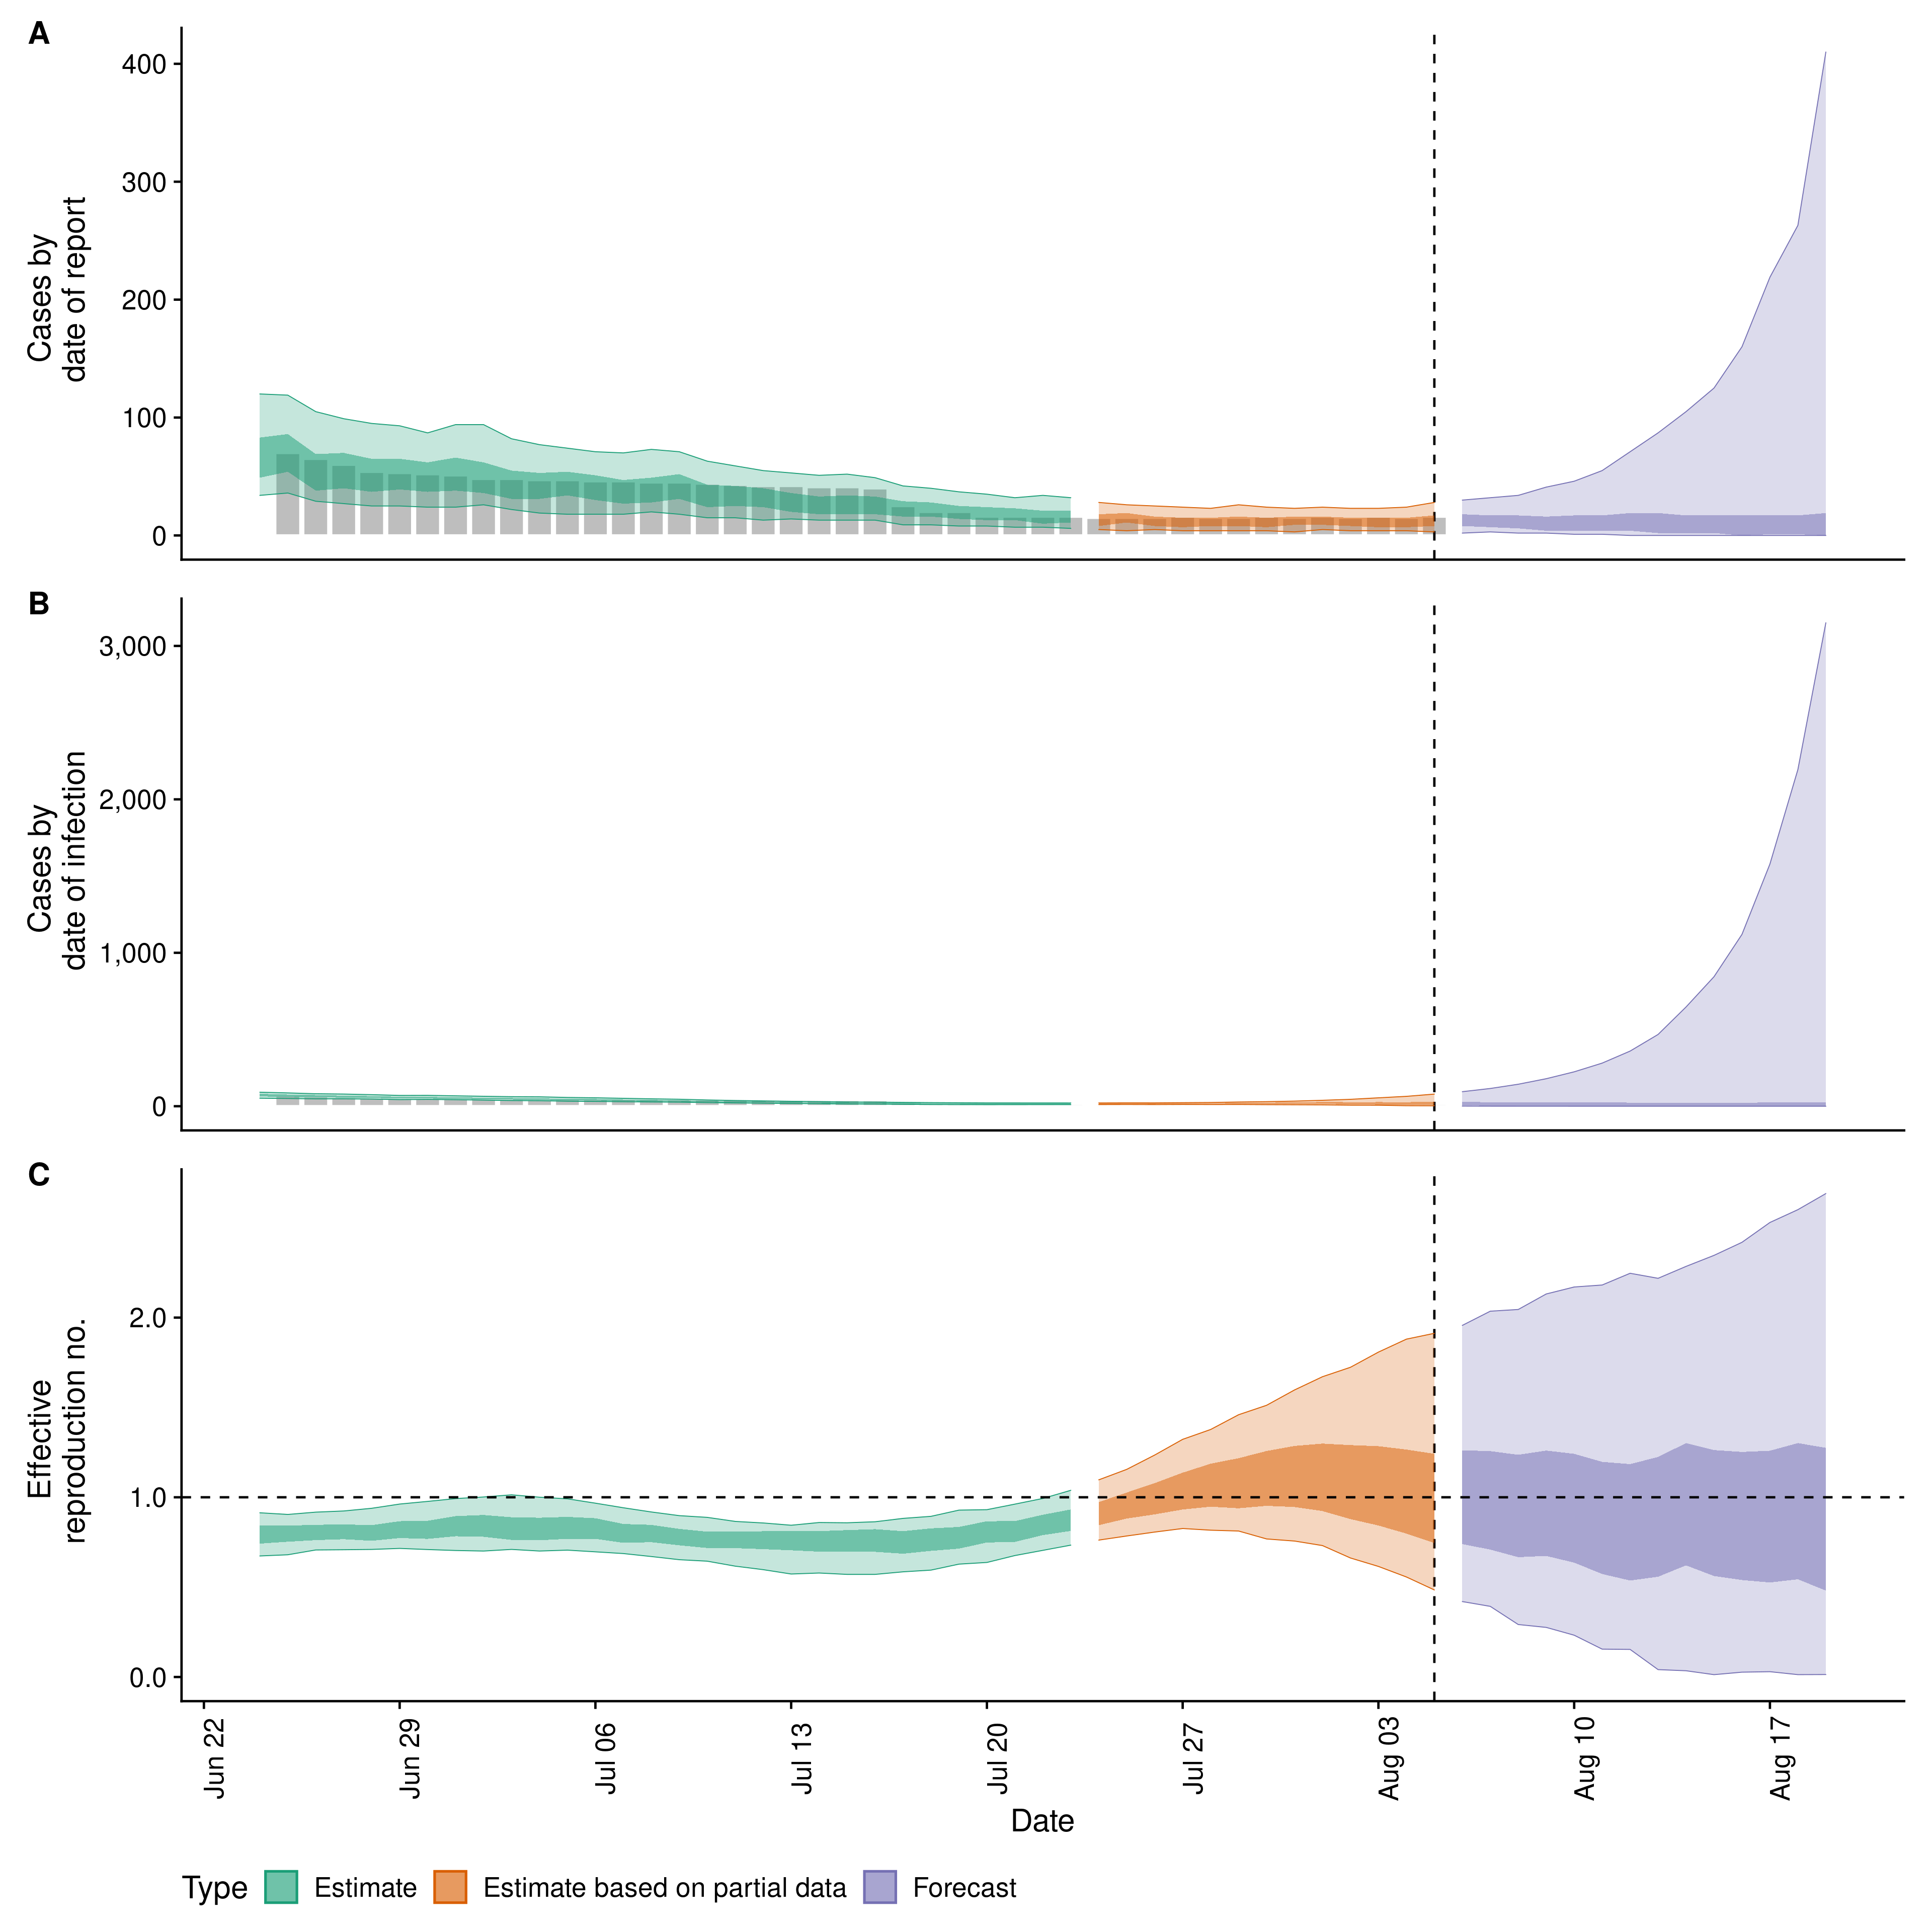 A
Cases by
date of report
400
300
200
100
0
B
Cases by
date of infection
3,000
2,000
1,000
0
C
Effective
reproduction no.
2.0
1.0
0.0
Jun 22
Jun 29
Jul 06
Jul 13
Jul 20
Jul 27
Aug 03
Aug 10
Aug 17
Date
Type Estimate Estimate based on partial data Forecast